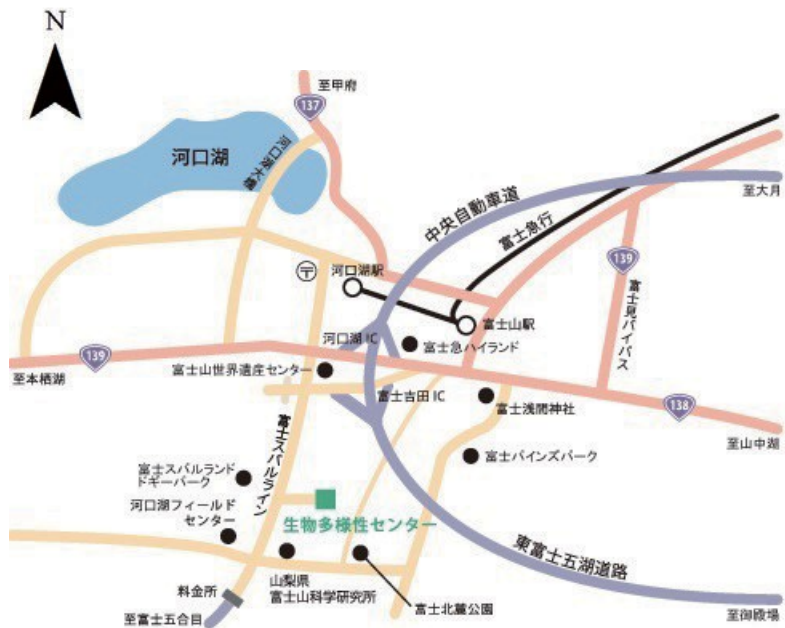 N
至甲府
137
河口湖
河口湖大橋
中央自動車道
至大月
富士急行
139
富士見バイパス
〒
河口湖駅
富士山駅
河口湖 IC
富士急ハイランド
139
至本栖湖
富士山世界遺産センター
富士吉田 IC
富士浅間神社
138
至山中湖
富士スバルライン
富士パインズパーク
富士スバルランド
ドギーパーク
河口湖フィールド
センター
生物多様性センター
東富士五湖道路
山梨県
富士山科学研究所
富士北麓公園
料金所
至富士五合目
至御殿場